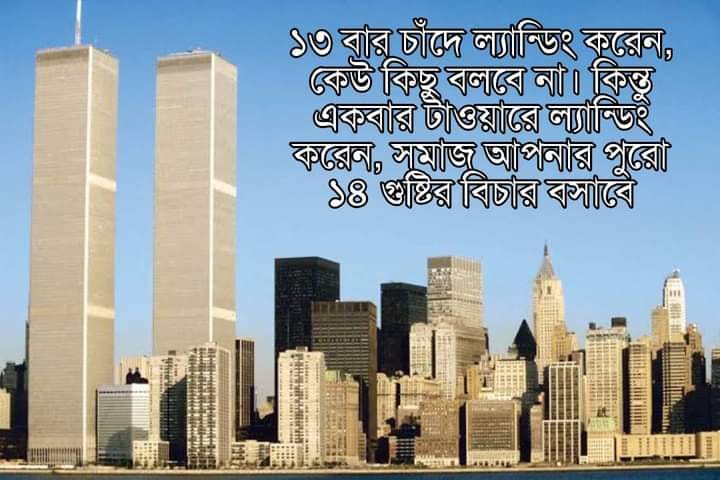 ১৩ বার চাঁদে ল্যান্ডিং করেন,
কেউ কিছু বলবে না। কিন্তু
একবার টাওয়ারে ল্যান্ডিং
করেন, সমাজ আপনার পুরো
১৪ গুষ্টির বিচার বসাবে